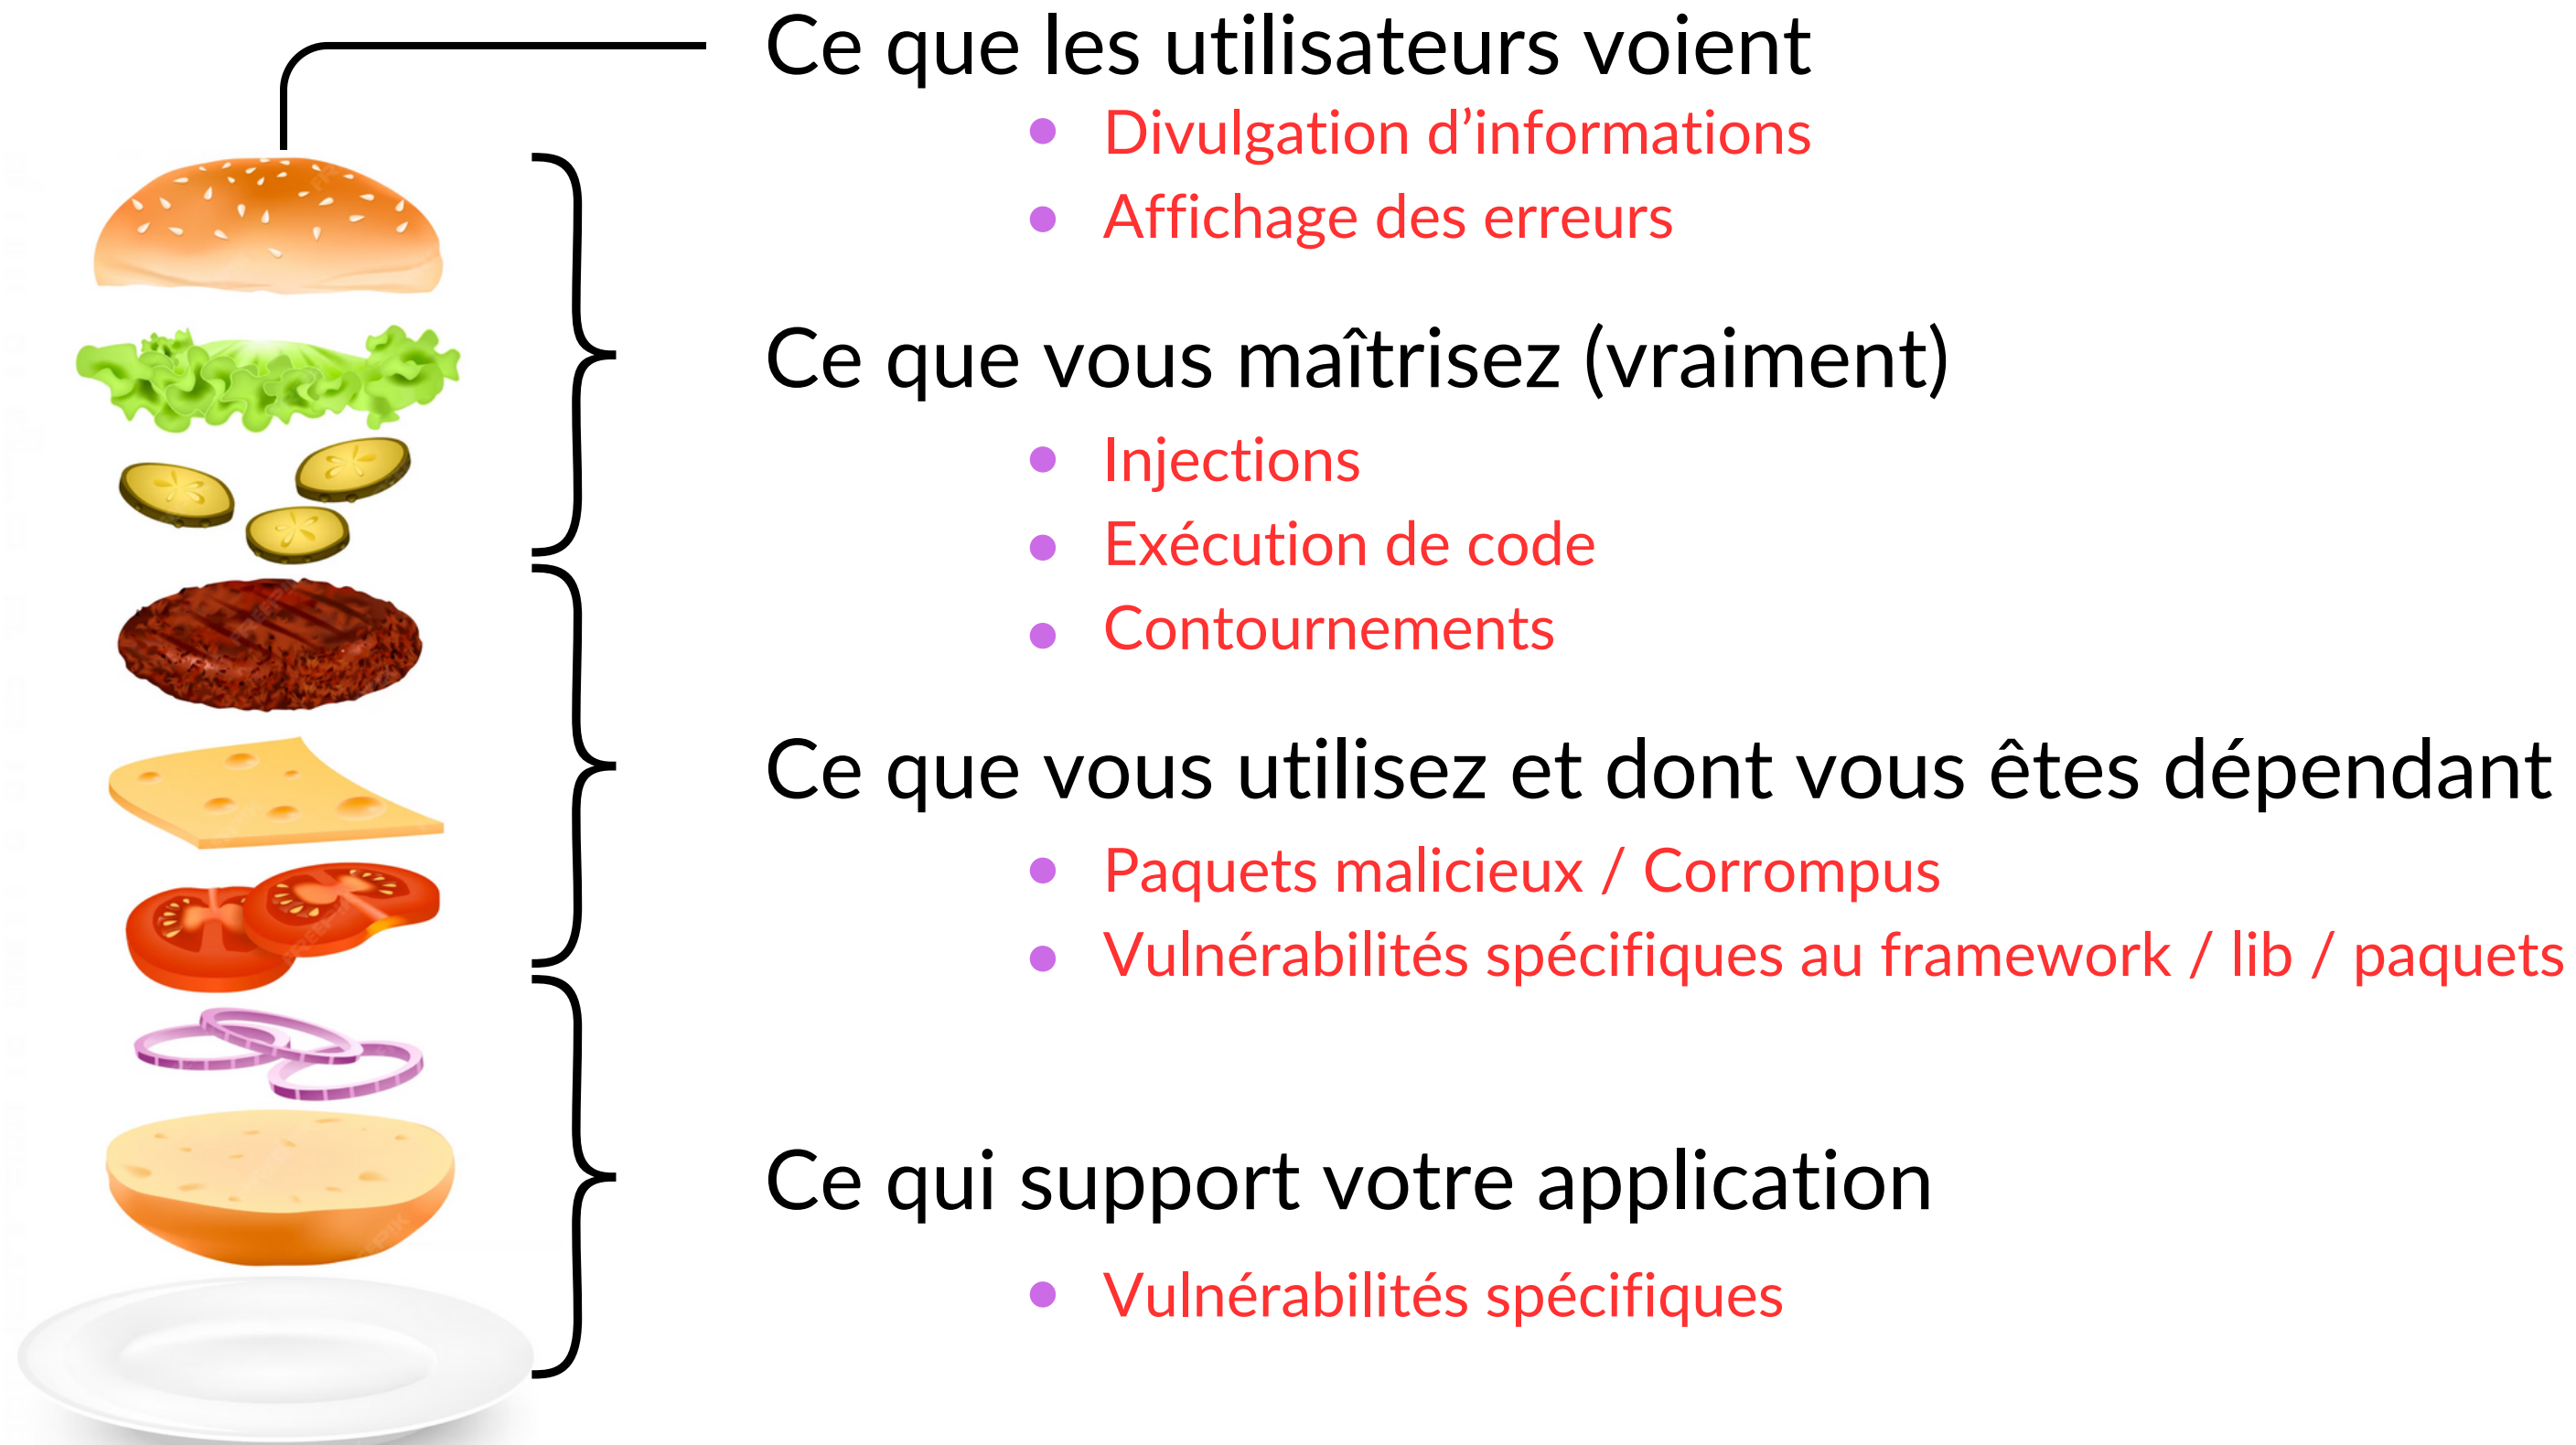 Ce que les utilisateurs voient
• Divulgation d’informations
• Affichage des erreurs
Ce que vous maîtrisez (vraiment)
• Injections
• Exécution de code
• Contournements
Ce que vous utilisez et dont vous êtes dépendant
• Paquets malicieux / Corrompus
• Vulnérabilités spécifiques au framework / lib / paquets
Ce qui support votre application
• Vulnérabilités spécifiques